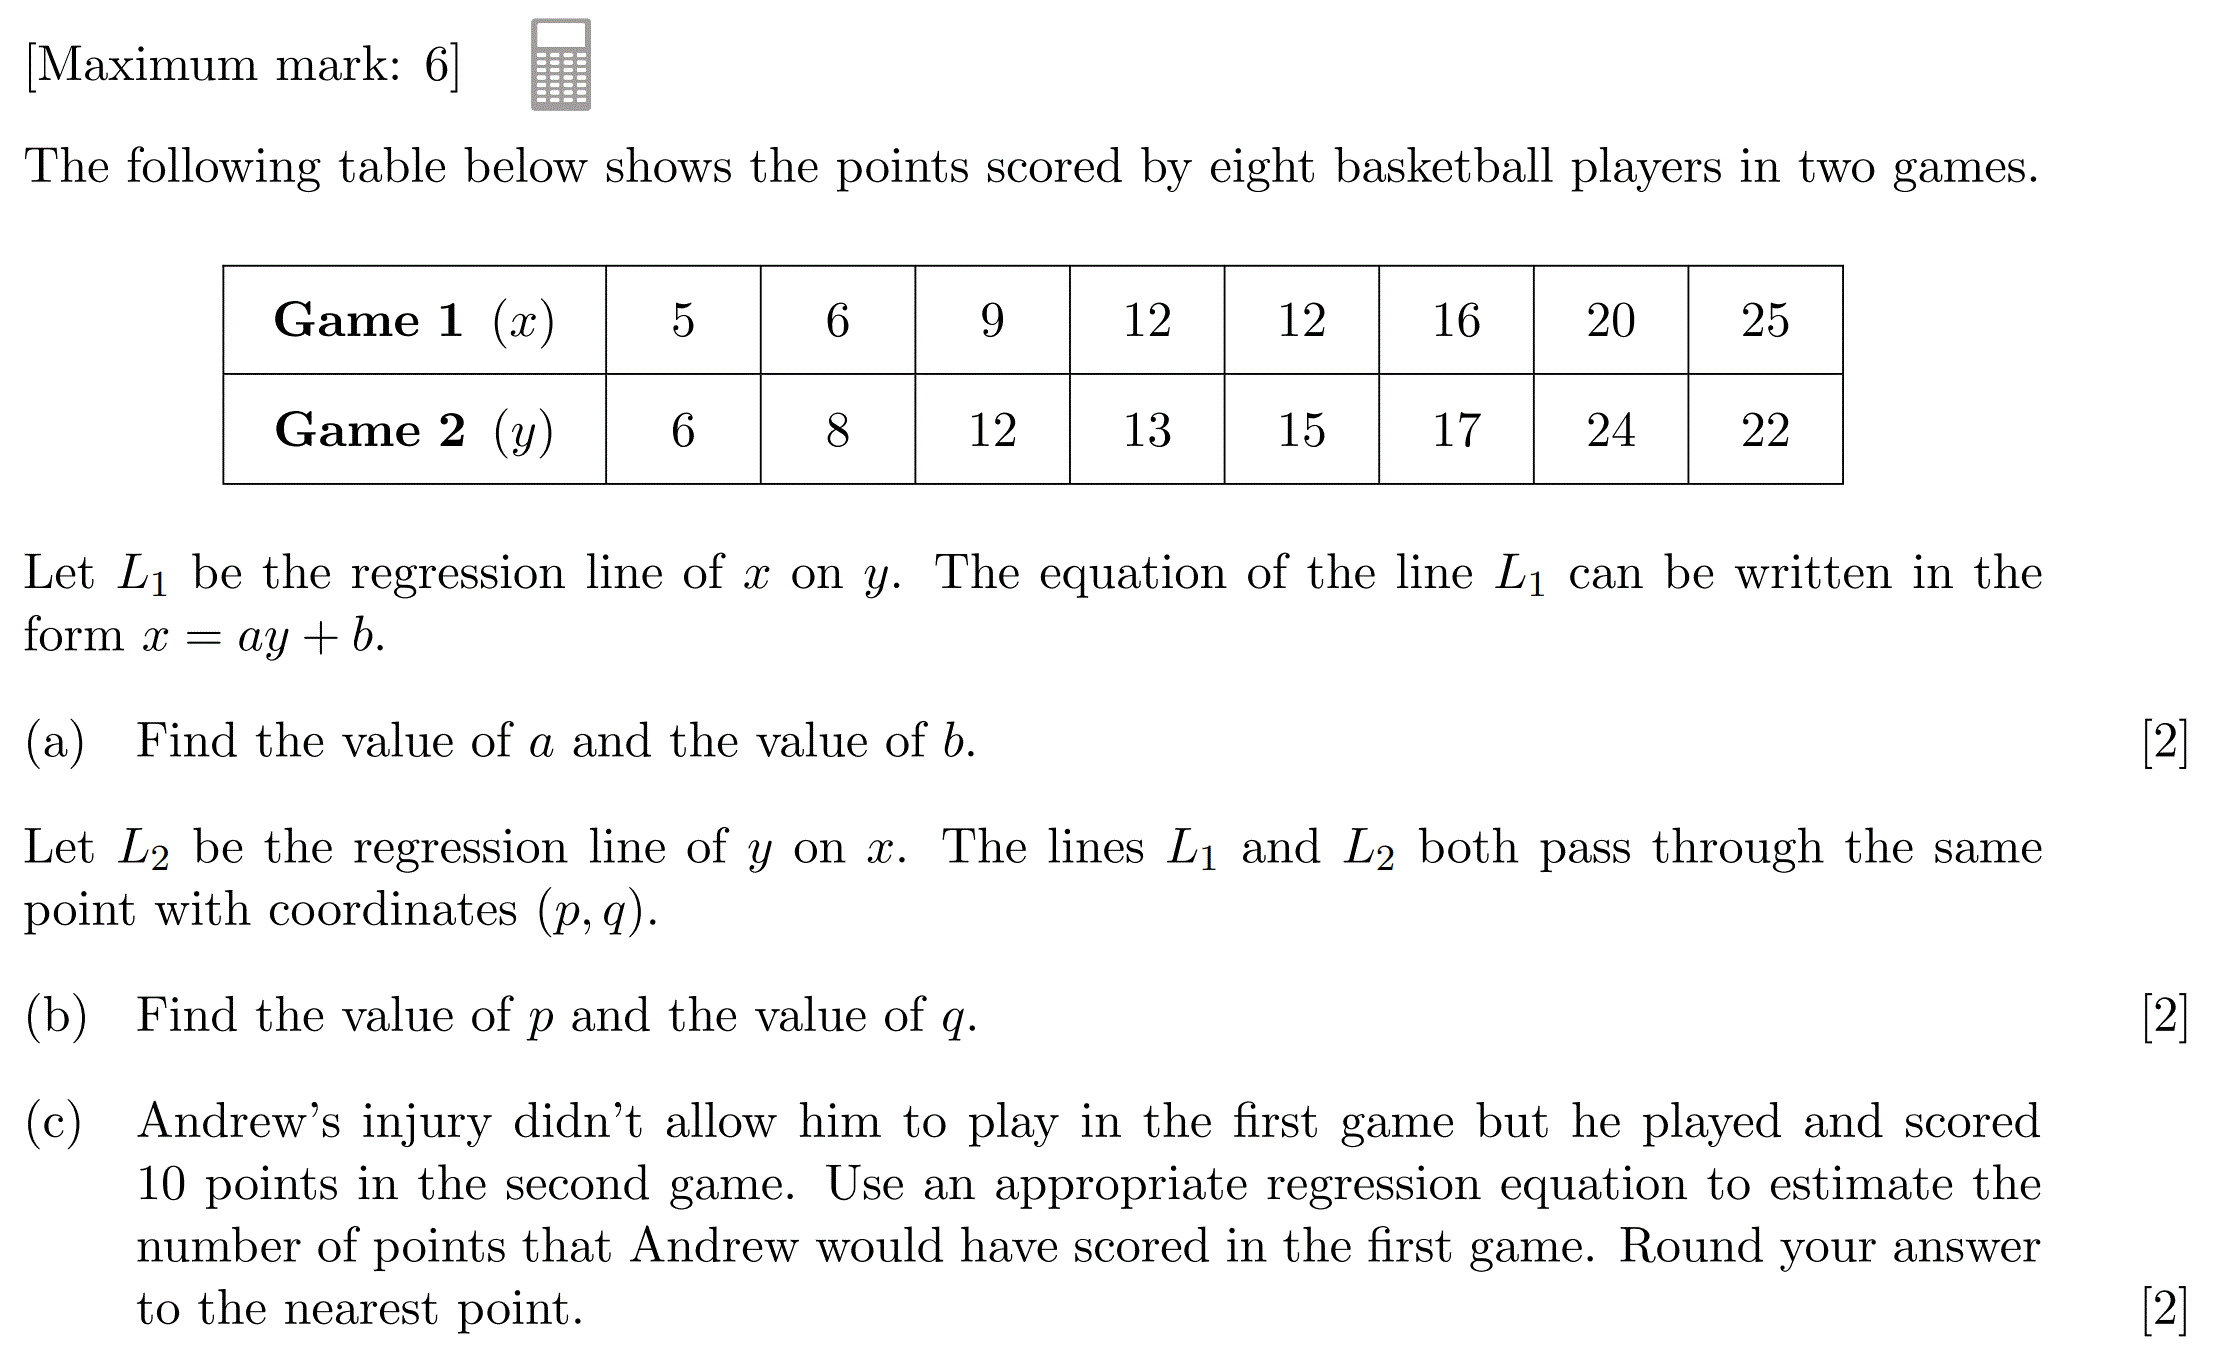 [Maximum mark: 6]
The following table below shows the points scored by eight basketball players in two games.
Game 1 (x) 5 6 9 12 12 16 20 25
Game 2 (y) 6 8 12 13 15 17 24 22
Let L₁ be the regression line of x on y. The equation of the line L₁ can be written in the
form x = ay + b.
(a) Find the value of a and the value of b. [2]
Let L₂ be the regression line of y on x. The lines L₁ and L₂ both pass through the same
point with coordinates (p, q).
(b) Find the value of p and the value of q. [2]
(c) Andrew's injury didn't allow him to play in the first game but he played and scored
10 points in the second game. Use an appropriate regression equation to estimate the
number of points that Andrew would have scored in the first game. Round your answer
to the nearest point. [2]